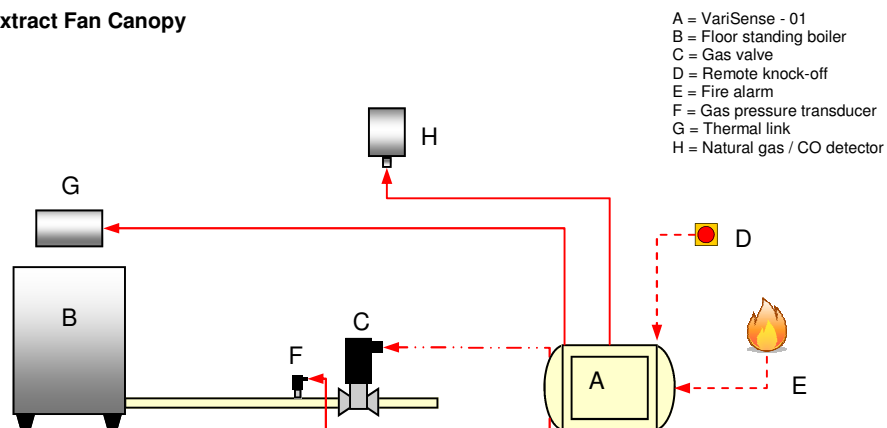 xtract Fan Canopy
A = VariSense - 01
B = Floor standing boiler
C = Gas valve
D = Remote knock-off
E = Fire alarm
F = Gas pressure transducer
G = Thermal link
H = Natural gas / CO detector
H
G
D
B
C
F
A
E